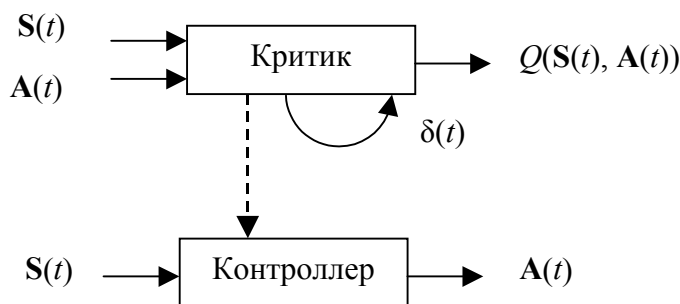 S(t)
Критик
Q(S(t), A(t))
A(t)
δ(t)
S(t)
Контроллер
A(t)